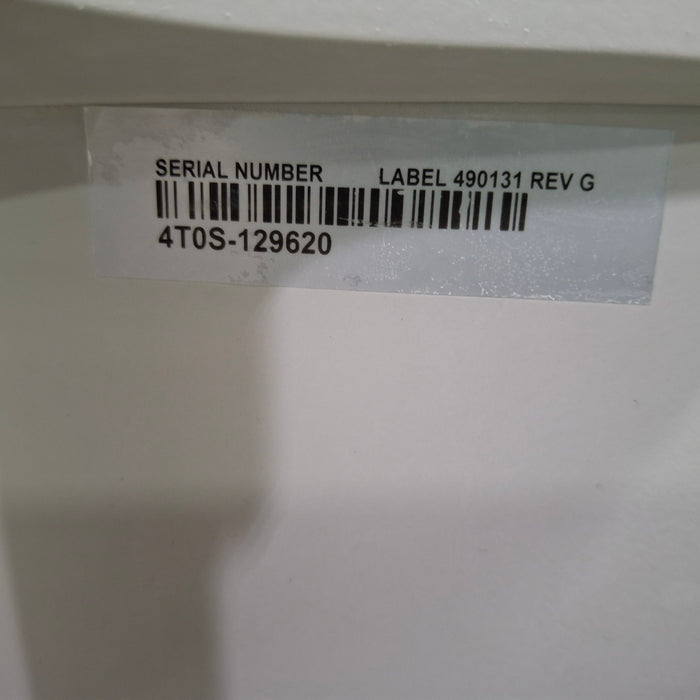 SERIAL NUMBER LABEL 490131 REV G
4T0S-129620